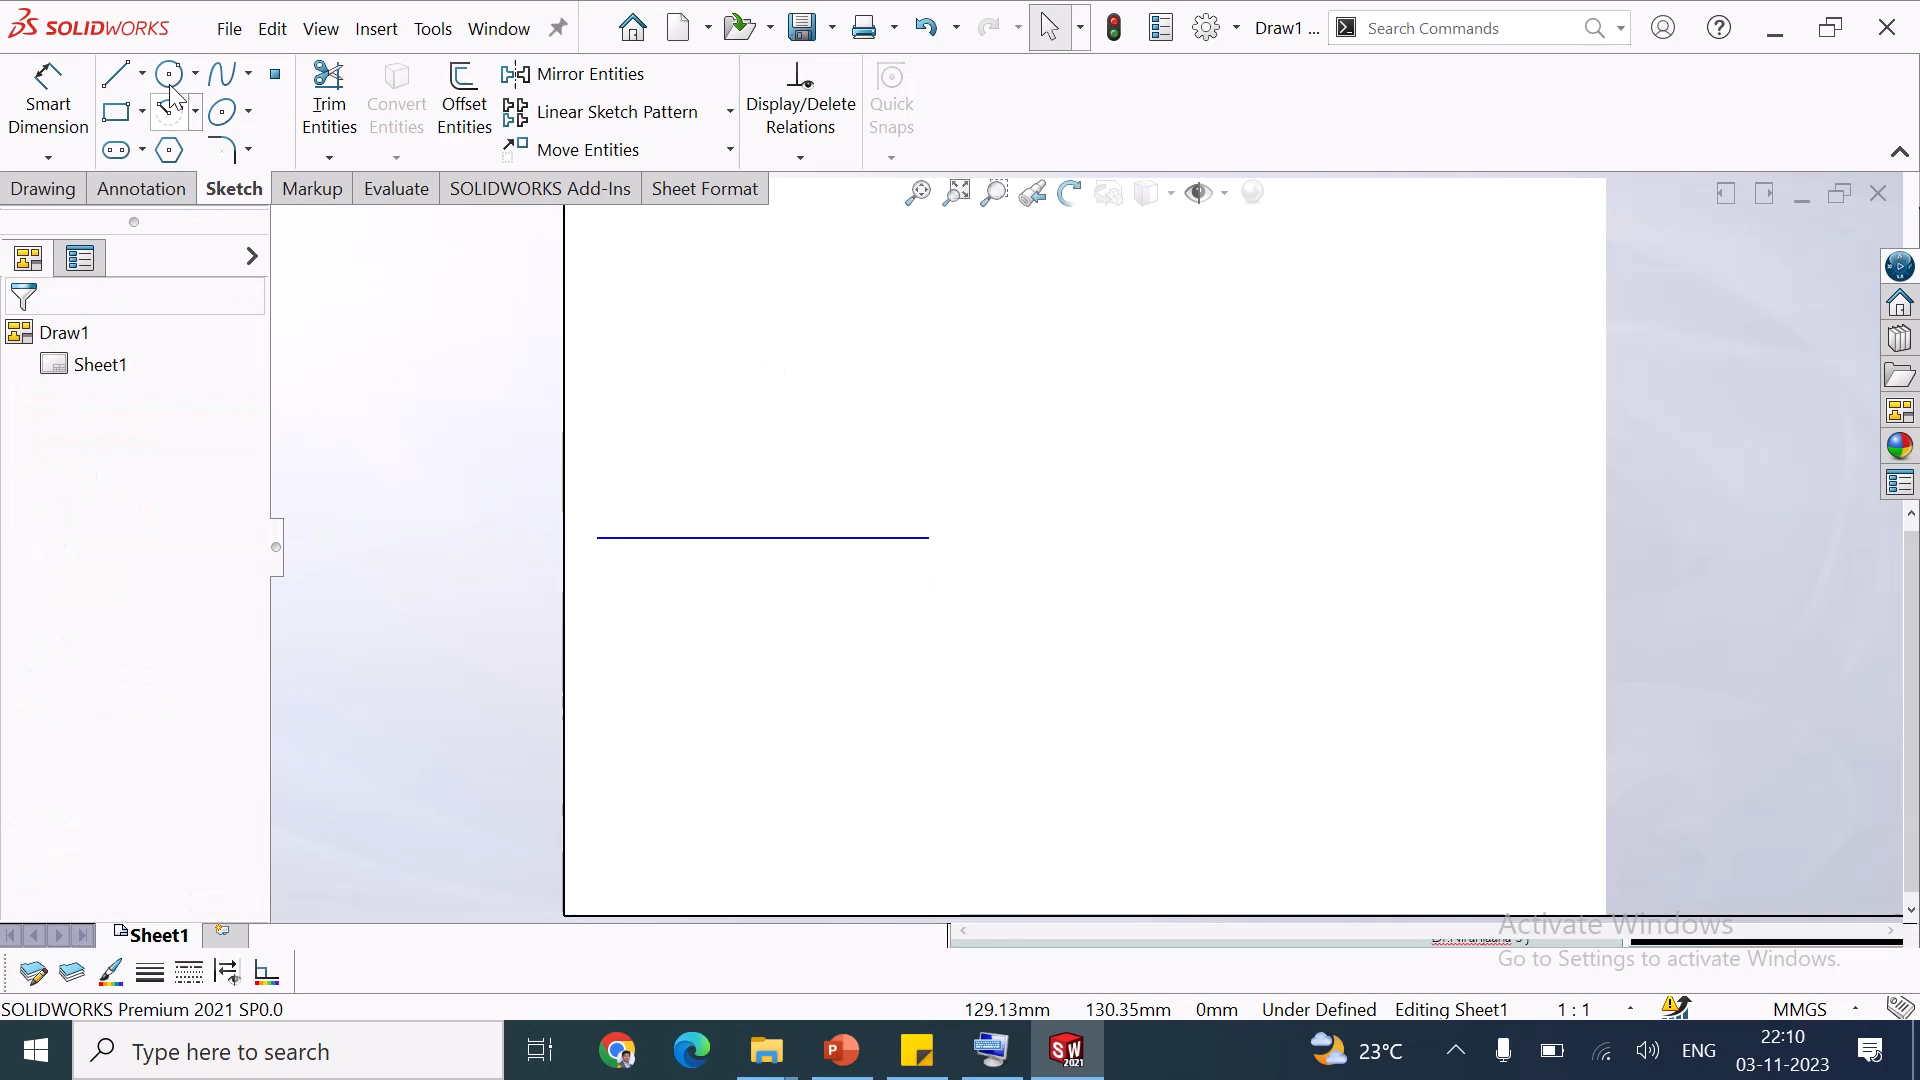 SOLIDWORKS File Edit View Insert Tools Window Draw1 ... Search Commands
Smart Dimension
Trim Entities
Convert Entities
Offset Entities
Mirror Entities
Linear Sketch Pattern
Move Entities
Display/Delete Relations
Quick Snaps
Drawing Annotation Sketch Markup Evaluate SOLIDWORKS Add-Ins Sheet Format
Draw1
Sheet1
Sheet1
Activate Windows
Go to Settings to activate Windows.
SOLIDWORKS Premium 2021 SP0.0 129.13mm 130.35mm 0mm Under Defined Editing Sheet1 1 : 1 MMGS
Type here to search SW 2021 23°C ENG 22:10
03-11-2023